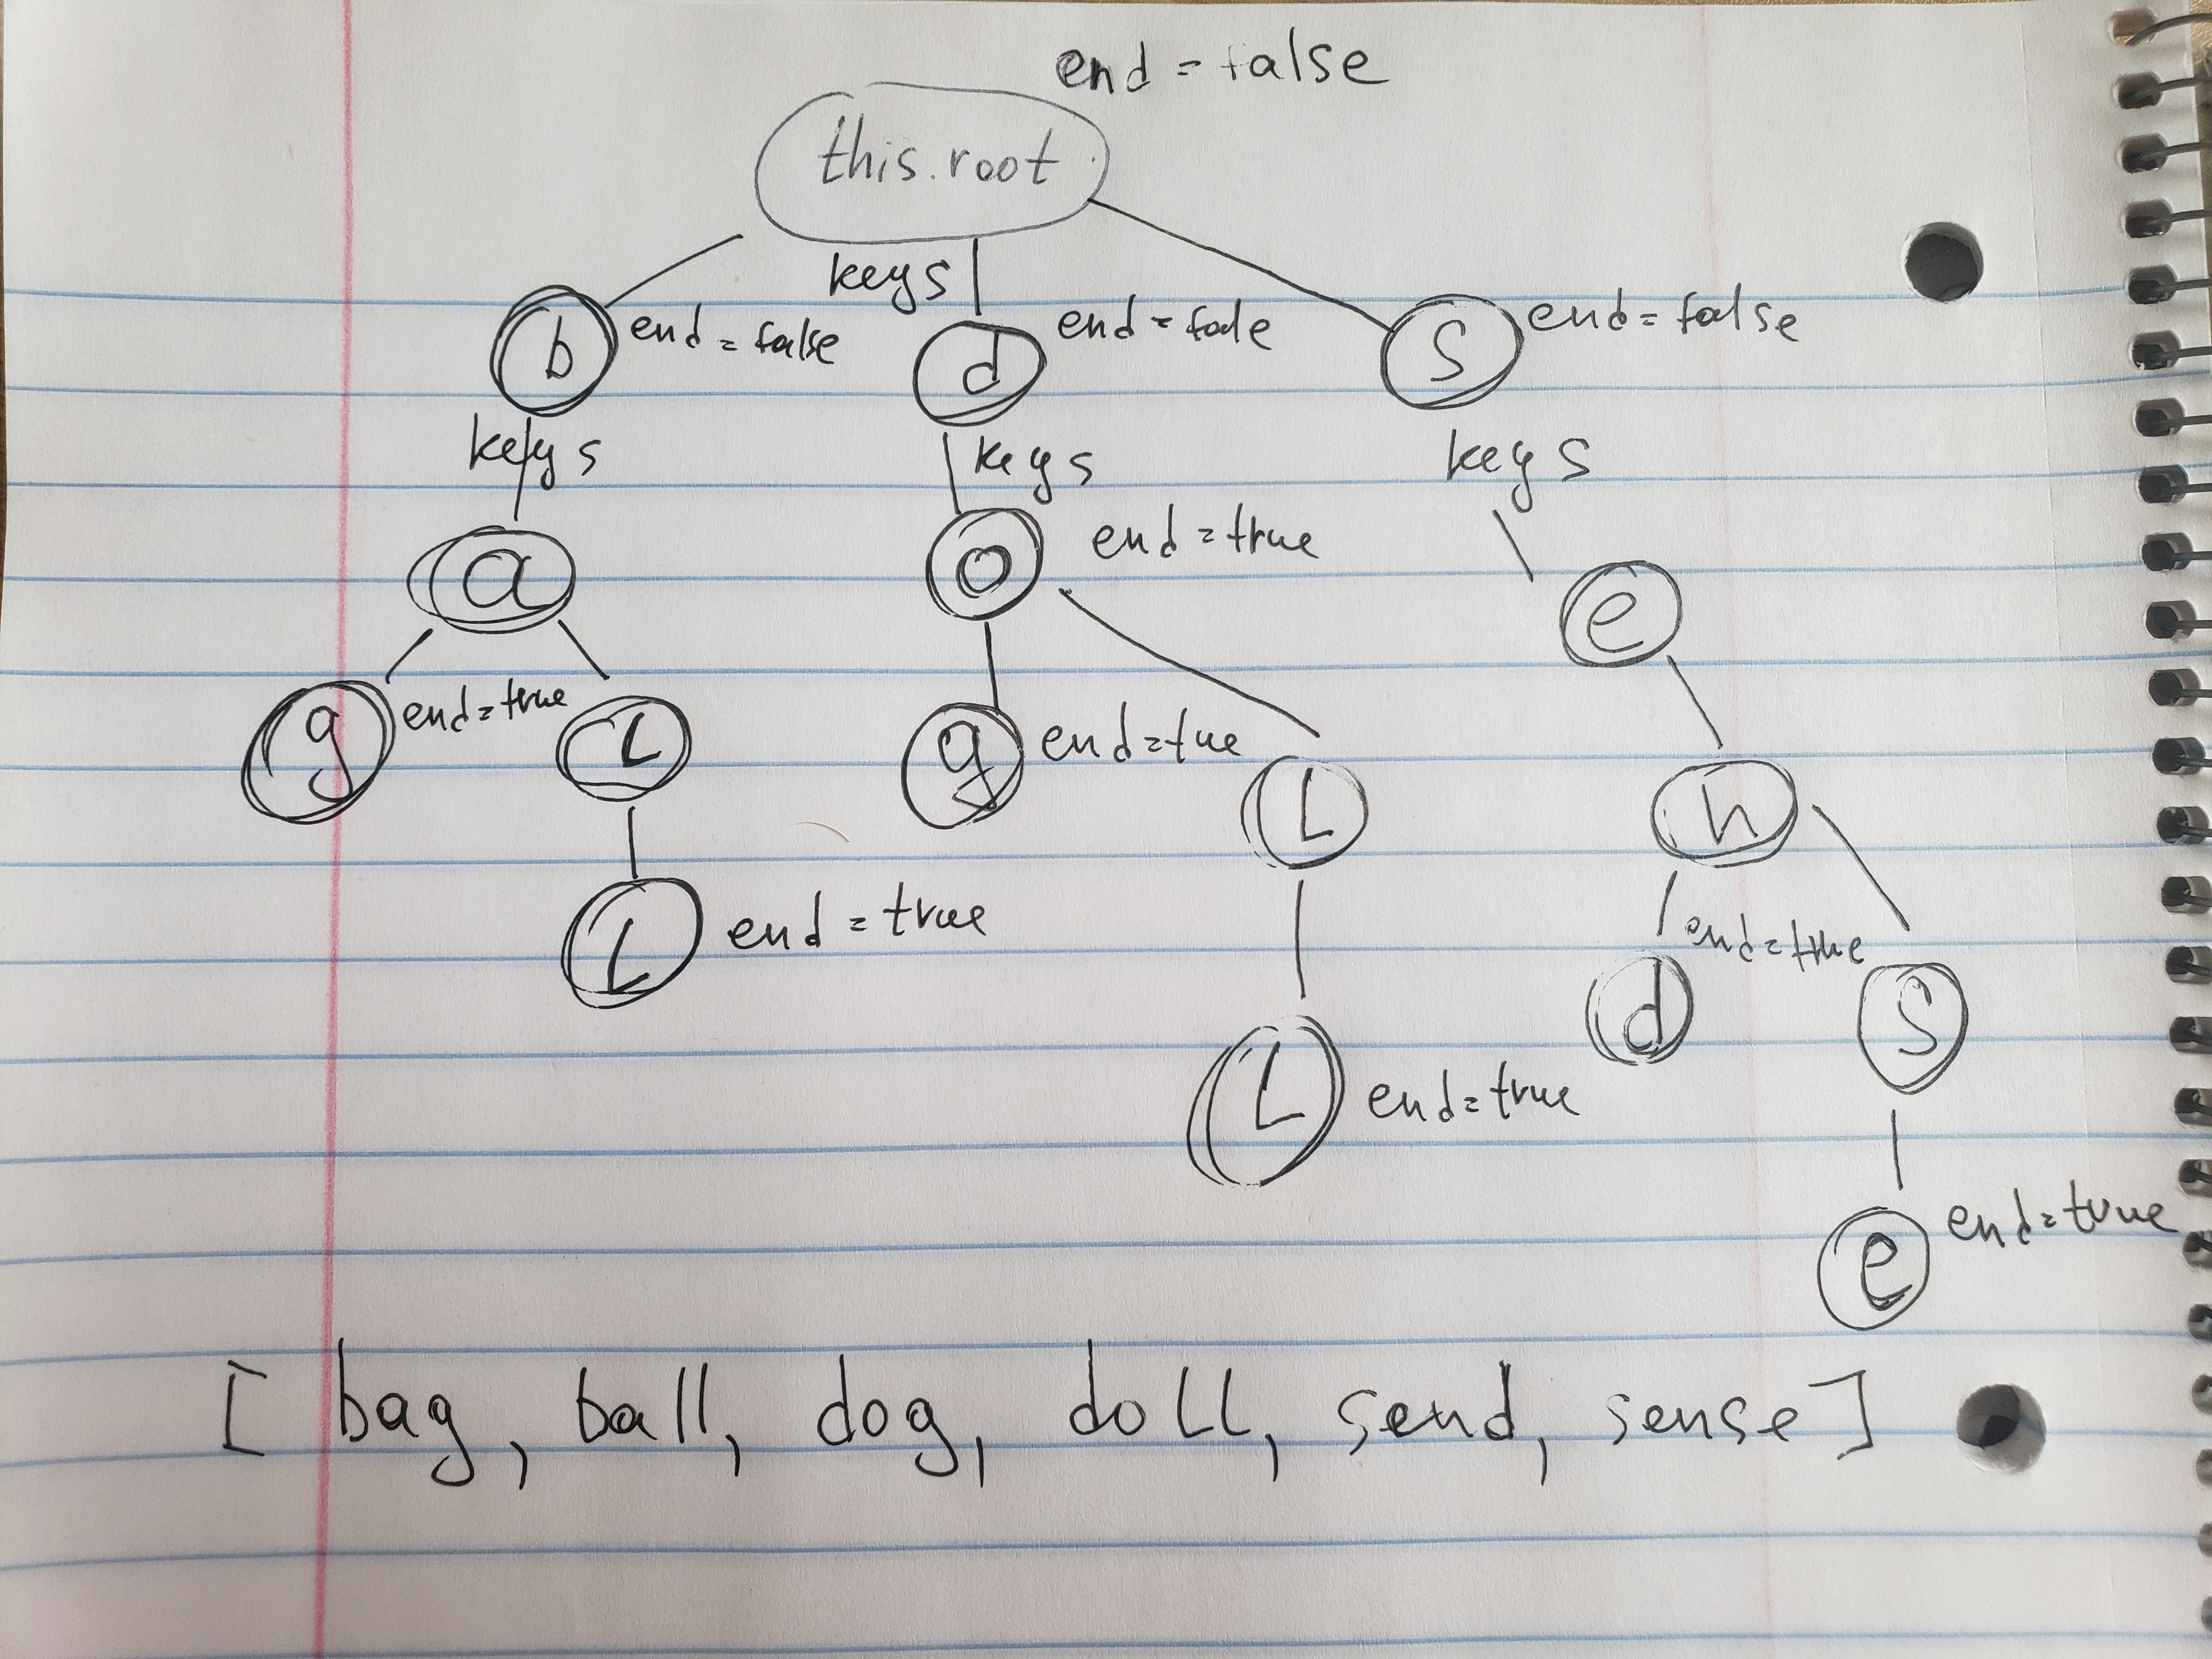 end = false
this.root
keys
b end = false d end = fale S end = false
keys keys keys
a o end = true e
g end = true L g end = tue L n
L end = true d end = true S
L end = true
e end = true
[ bag, ball, dog, doLL, send, sense ]